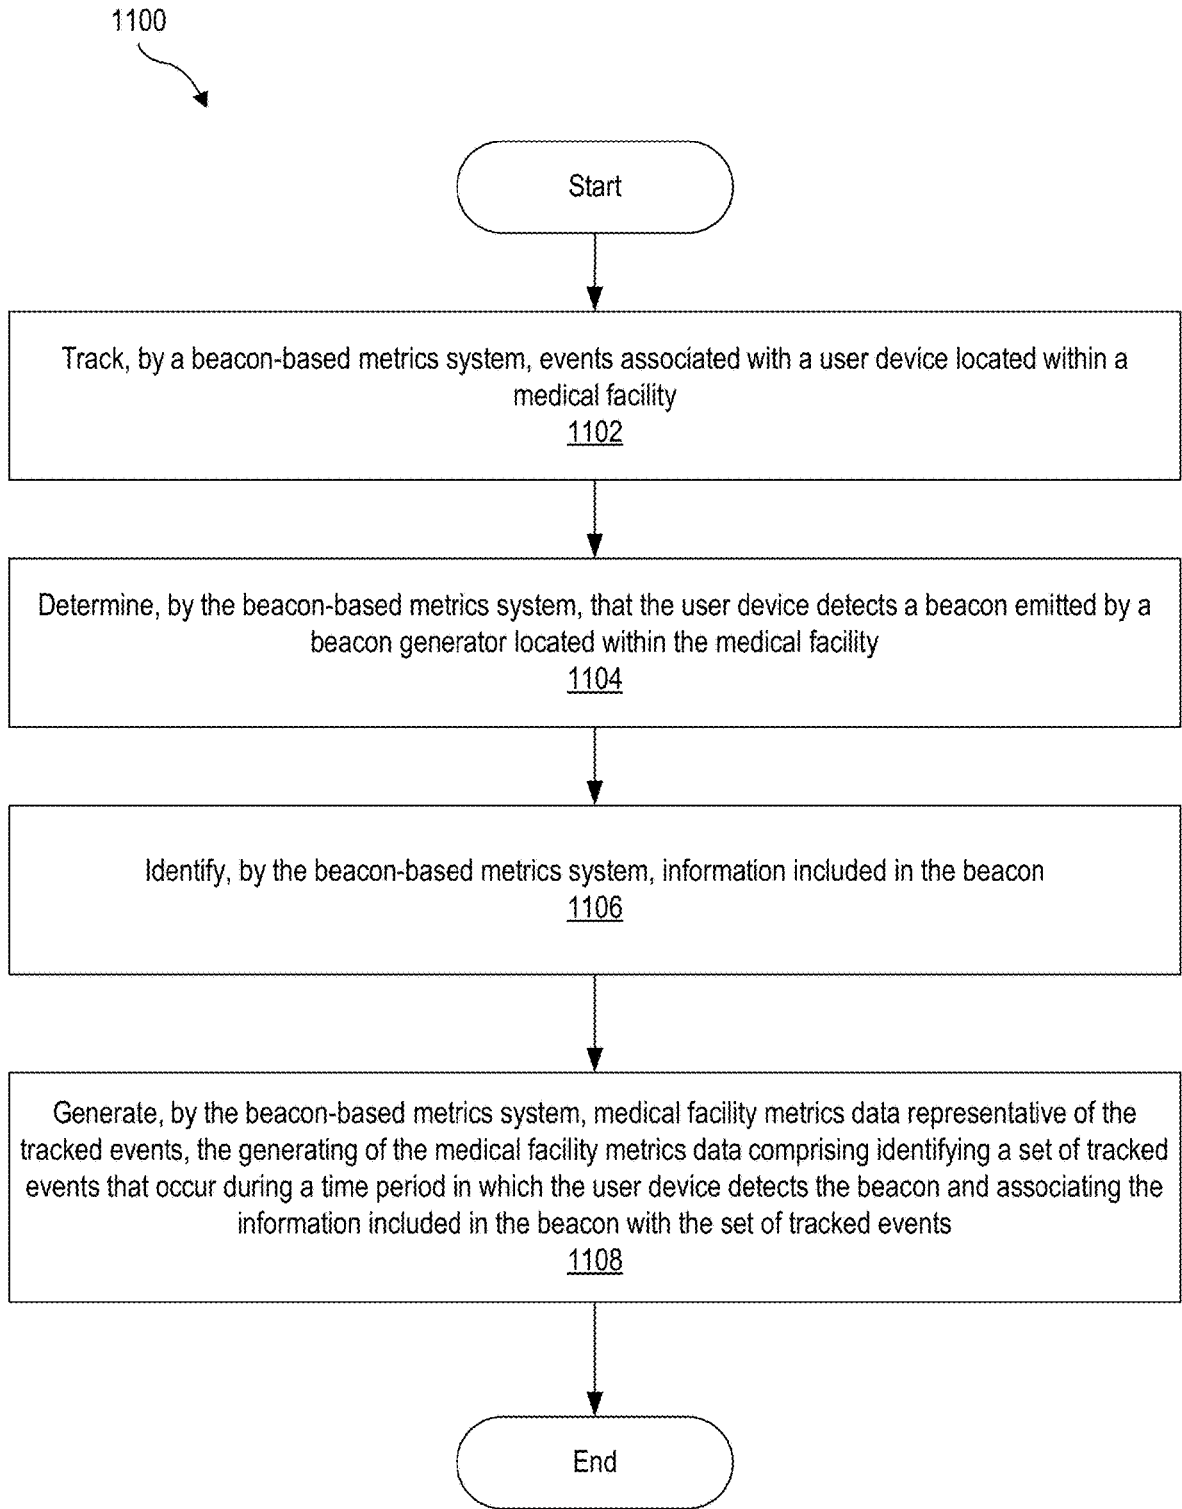 1100
Start
Track, by a beacon-based metrics system, events associated with a user device located within a
medical facility
1102
Determine, by the beacon-based metrics system, that the user device detects a beacon emitted by a
beacon generator located within the medical facility
1104
Identify, by the beacon-based metrics system, information included in the beacon
1106
Generate, by the beacon-based metrics system, medical facility metrics data representative of the
tracked events, the generating of the medical facility metrics data comprising identifying a set of tracked
events that occur during a time period in which the user device detects the beacon and associating the
information included in the beacon with the set of tracked events
1108
End